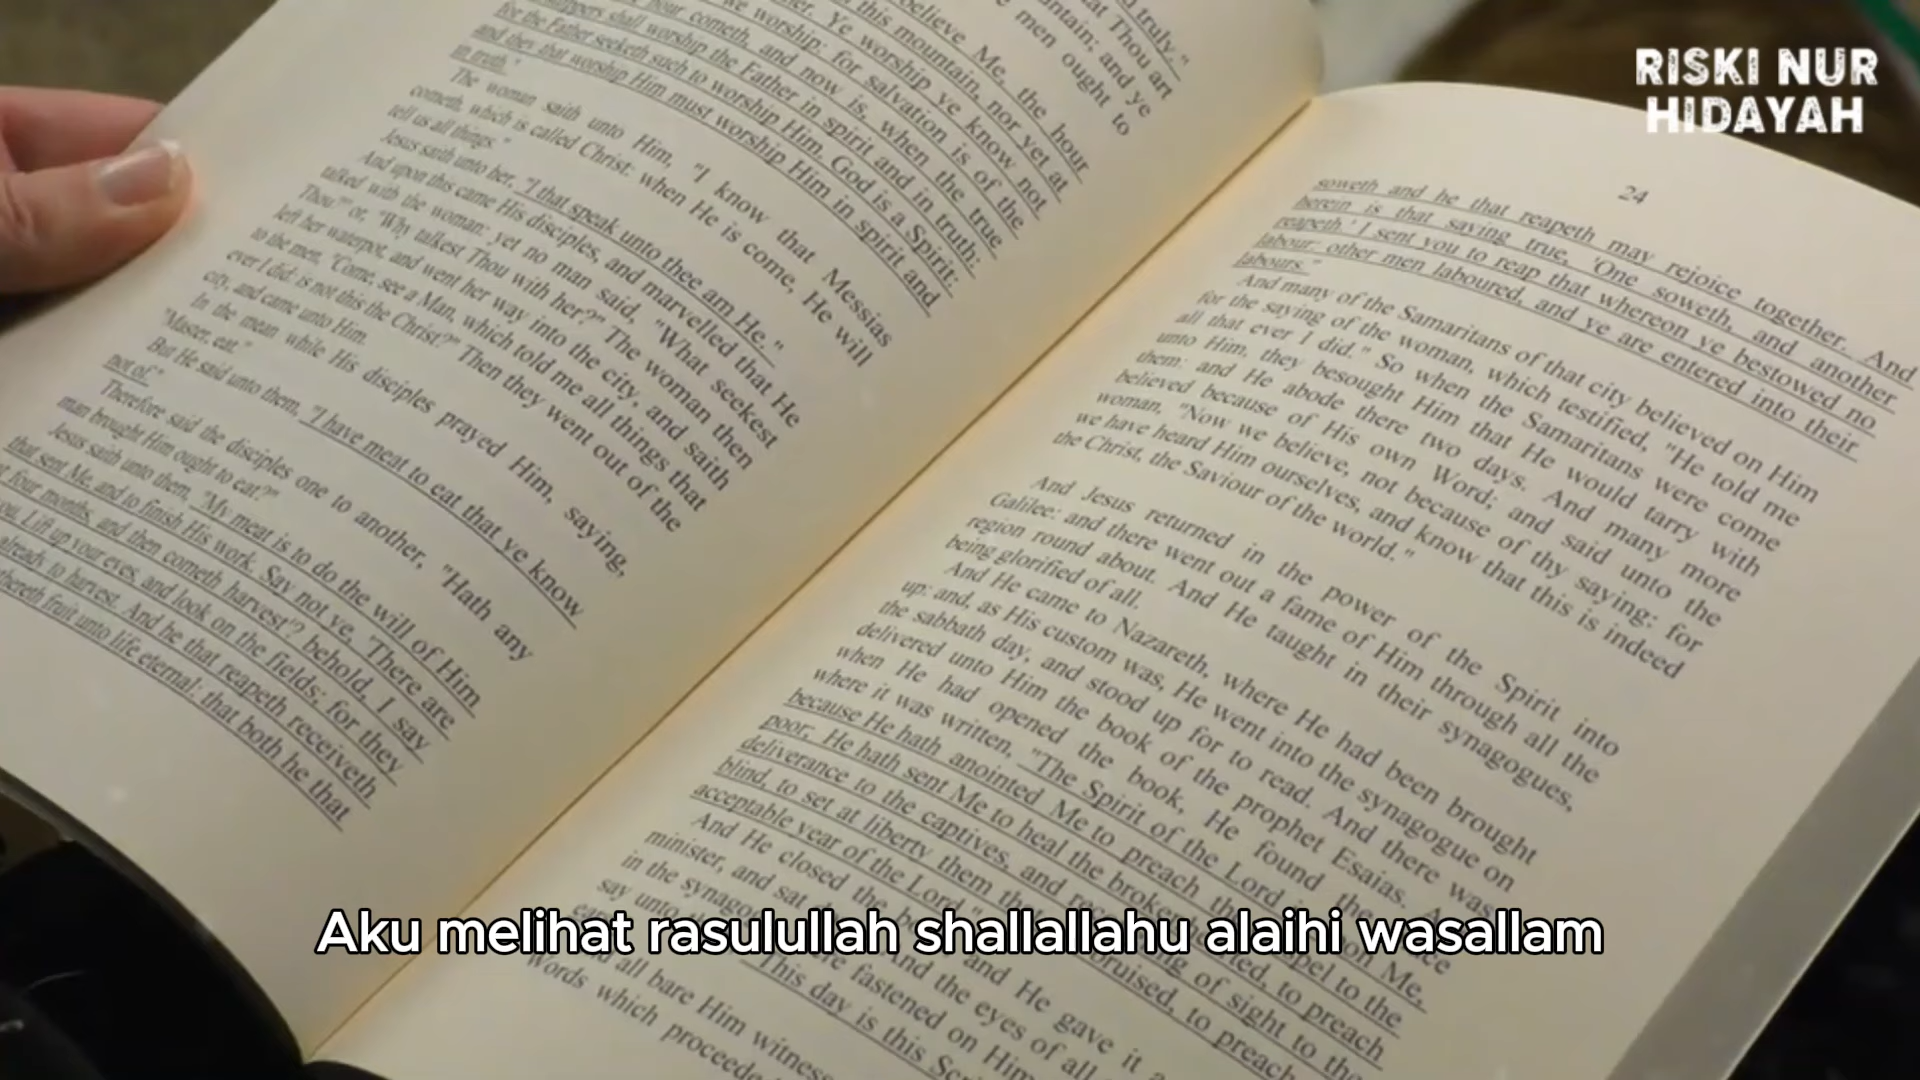 RISKI NUR
HIDAYAH
d truly."
at Thou art
ntain; and ye
e men ought to
believe Me, the hour
this mountain, nor yet at
her. Ye worship ye know not
we worship: for salvation is of the
hour cometh, and now is, when the true
shippers shall worship the Father in spirit and in truth:
for the Father seeketh such to worship Him. God is a Spirit:
and they that worship Him must worship Him in spirit and
in truth."
The woman saith unto Him, "I know that Messias
cometh, which is called Christ: when He is come, He will
tell us all things."
Jesus saith unto her, "I that speak unto thee am He."
And upon this came His disciples, and marvelled that He
talked with the woman: yet no man said, "What seekest
Thou?" or, "Why talkest Thou with her?" The woman then
left her waterpot, and went her way into the city, and saith
to the men, "Come, see a Man, which told me all things that
ever I did: is not this the Christ?" Then they went out of the
city, and came unto Him.
In the mean while His disciples prayed Him, saying,
"Master, eat."
But He said unto them, "I have meat to eat that ye know
not of."
Therefore said the disciples one to another, "Hath any
man brought Him ought to eat?"
Jesus saith unto them, "My meat is to do the will of Him
that sent Me, and to finish His work. Say not ye, 'There are
four months, and then cometh harvest'? behold, I say
you, Lift up your eyes, and look on the fields; for they
already to harvest. And he that reapeth receiveth
thereth fruit unto life eternal: that both he that
24
soweth and he that reapeth may rejoice together. And
herein is that saying true, 'One soweth, and another
reapeth.' I sent you to reap that whereon ye bestowed no
labour: other men laboured, and ye are entered into their
labours."
And many of the Samaritans of that city believed on Him
for the saying of the woman, which testified, "He told me
all that ever I did." So when the Samaritans were come
unto Him, they besought Him that He would tarry with
them: and He abode there two days. And many more
believed because of His own Word; and said unto the
woman, "Now we believe, not because of thy saying: for
we have heard Him ourselves, and know that this is indeed
the Christ, the Saviour of the world."
And Jesus returned in the power of the Spirit into
Galilee: and there went out a fame of Him through all the
region round about. And He taught in their synagogues,
being glorified of all.
And He came to Nazareth, where He had been brought
up: and, as His custom was, He went into the synagogue on
the sabbath day, and stood up for to read. And there was
delivered unto Him the book of the prophet Esaias. A
when He had opened the book, He found the
where it was written, "The Spirit of the Lord upon Me,
because He hath anointed Me to preach the gospel to the
poor, He hath sent Me to heal the brokenhearted, to preach
deliverance to the captives, and recovering of sight to the
blind, to set at liberty them bruised, to preach
acceptable year of the Lord."
And He closed the and He gave it
minister, and sat And the eyes of all
in the synagog fastened on Him
say unto "This day is this Scri
all bare Him witness
Words which proceede
Aku melihat rasulullah shallallahu alaihi wasallam